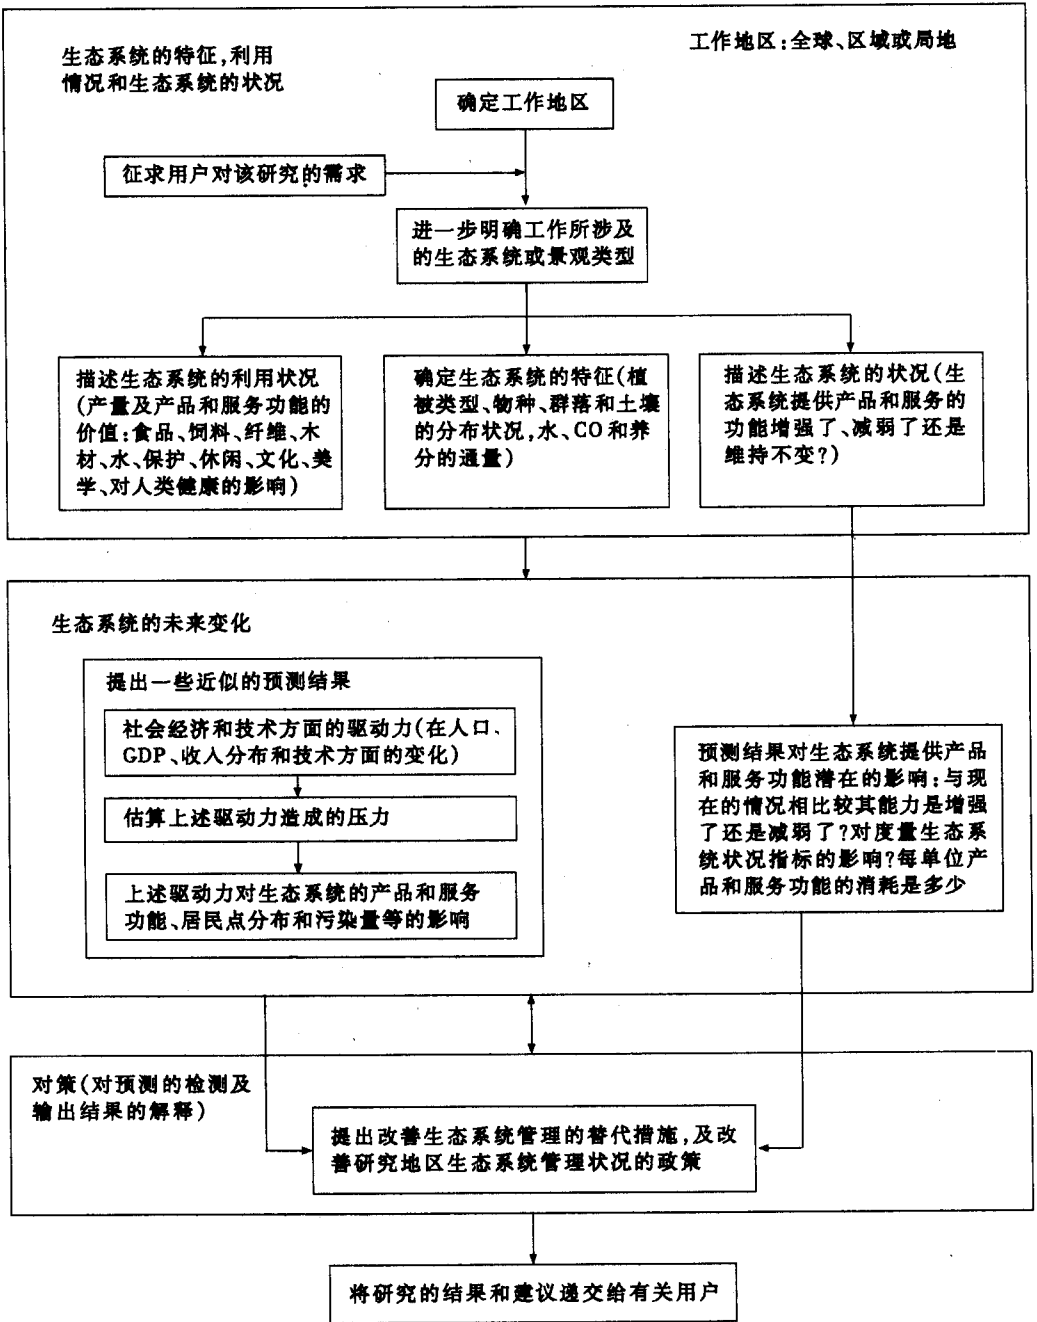 生态系统的特征,利用
情况和生态系统的状况
工作地区:全球、区域或局地
确定工作地区
征求用户对该研究的需求
进一步明确工作所涉及
的生态系统或景观类型
描述生态系统的利用状况
(产量及产品和服务功能的
价值:食品、饲料、纤维、木
材、水、保护、休闲、文化、美
学、对人类健康的影响)
确定生态系统的特征(植
被类型、物种、群落和土壤
的分布状况,水、CO和养
分的通量)
描述生态系统的状况(生
态系统提供产品和服务的
功能增强了、减弱了还是
维持不变?)
生态系统的未来变化
提出一些近似的预测结果
社会经济和技术方面的驱动力(在人口、
GDP、收入分布和技术方面的变化)
估算上述驱动力造成的压力
上述驱动力对生态系统的产品和服务
功能、居民点分布和污染量等的影响
预测结果对生态系统提供产品
和服务功能潜在的影响:与现
在的情况相比较其能力是增强
了还是减弱了?对度量生态系
统状况指标的影响?每单位产
品和服务功能的消耗是多少
对策(对预测的检测及
输出结果的解释)
提出改善生态系统管理的替代措施,及改
善研究地区生态系统管理状况的政策
将研究的结果和建议递交给有关用户